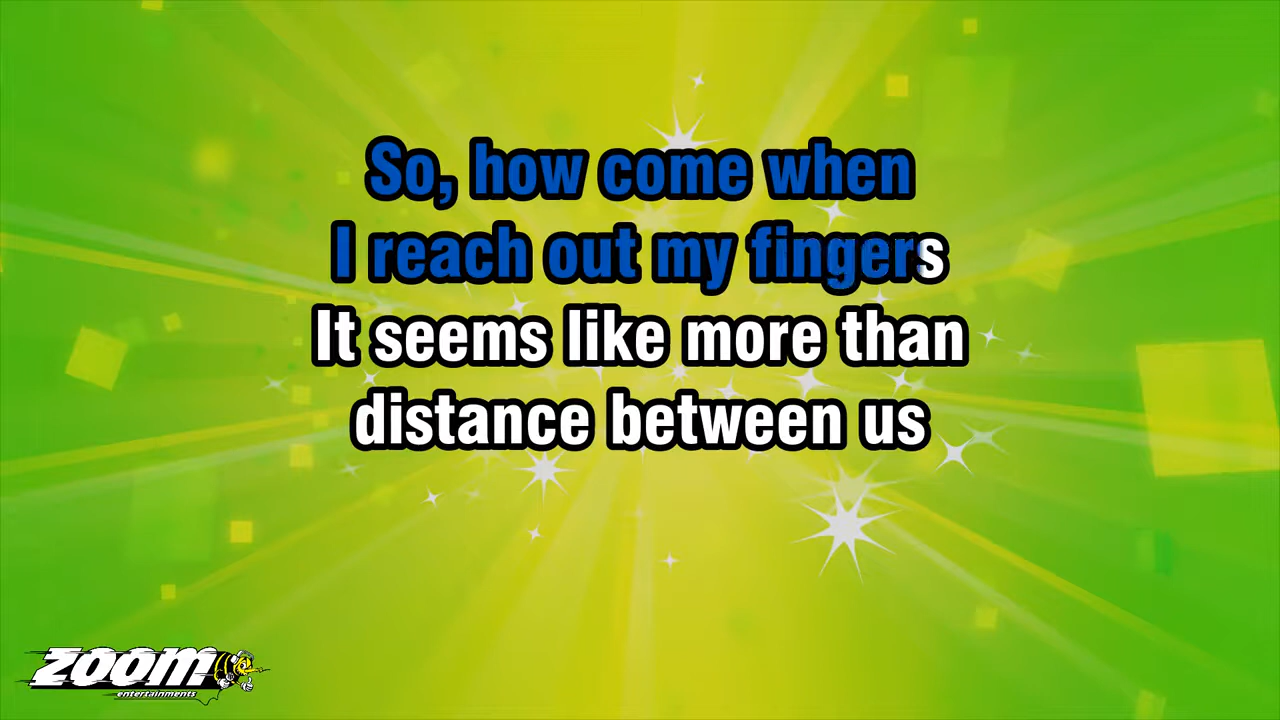 So, how come when
I reach out my fingers
It seems like more than
distance between us
zoom
entertainments